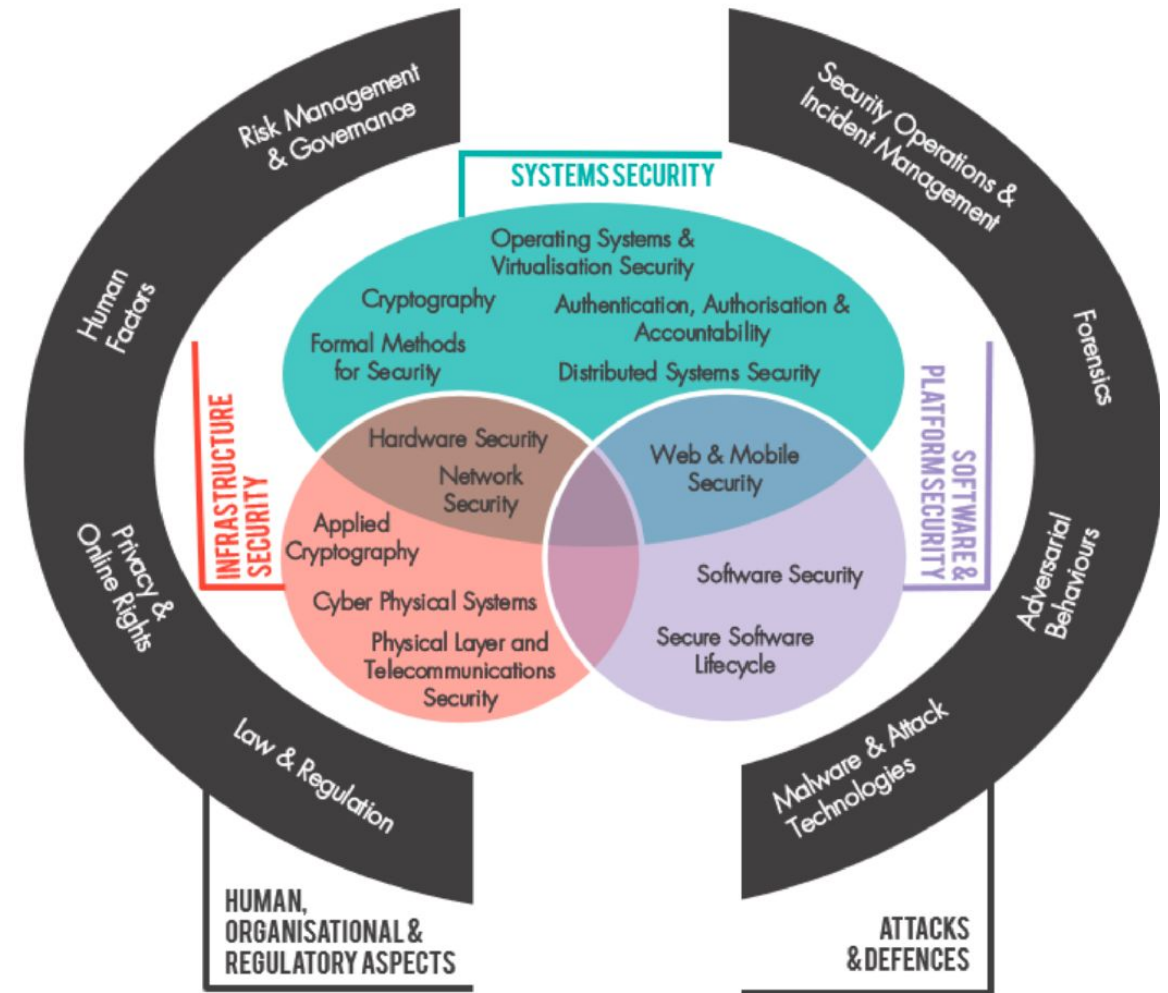 Risk Management
& Governance
Human
Factors
Privacy &
Online Rights
Law & Regulation
HUMAN,
ORGANISATIONAL &
REGULATORY ASPECTS
Security Operations &
Incident Management
Forensics
Adversarial
Behaviours
Malware & Attack
Technologies
ATTACKS
& DEFENCES
SYSTEMS SECURITY
Operating Systems &
Virtualisation Security
Cryptography
Authentication, Authorisation &
Accountability
Formal Methods
for Security
Distributed Systems Security
INFRASTRUCTURE
SECURITY
Hardware Security
Network
Security
Applied
Cryptography
Cyber Physical Systems
Physical Layer and
Telecommunications
Security
SOFTWARE &
PLATFORM SECURITY
Web & Mobile
Security
Software Security
Secure Software
Lifecycle